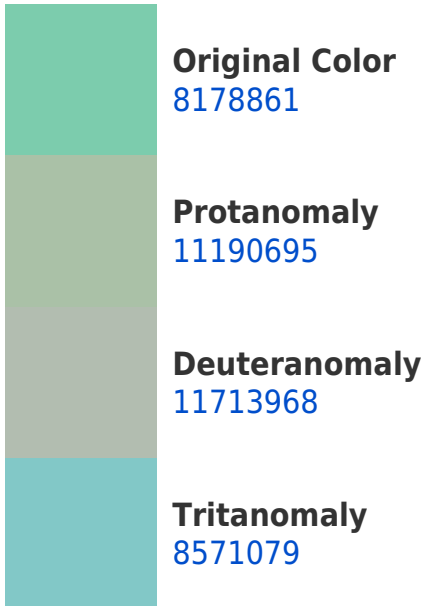 Original Color
8178861
Protanomaly
11190695
Deuteranomaly
11713968
Tritanomaly
8571079